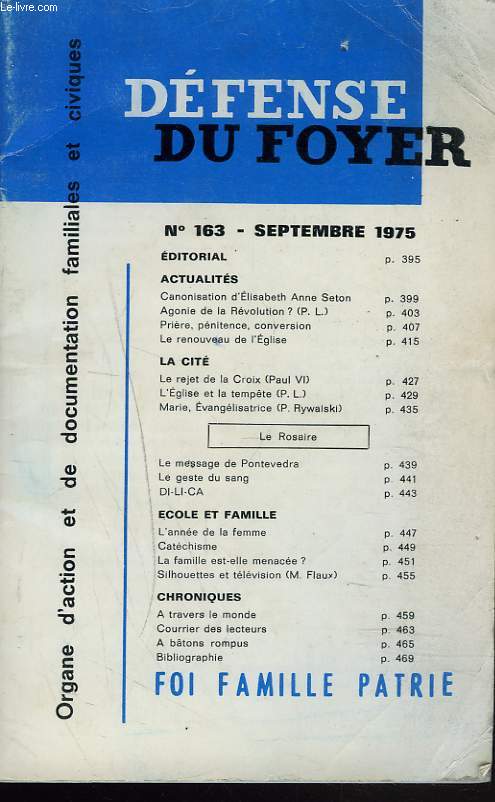 Le-livre.com
DÉFENSE
DU FOYER
Organe d'action et de documentation familiales et civiques
N° 163 - SEPTEMBRE 1975
ÉDITORIAL p. 395
ACTUALITÉS
Canonisation d'Élisabeth Anne Seton p. 399
Agonie de la Révolution ? (P. L.) p. 403
Prière, pénitence, conversion p. 407
Le renouveau de l'Église p. 415
LA CITÉ
Le rejet de la Croix (Paul VI) p. 427
L'Église et la tempête (P. L.) p. 429
Marie, Évangélisatrice (P. Rywalski) p. 435
Le Rosaire
Le message de Pontevedra p. 439
Le geste du sang p. 441
DI-LI-CA p. 443
ECOLE ET FAMILLE
L'année de la femme p. 447
Catéchisme p. 449
La famille est-elle menacée ? p. 451
Silhouettes et télévision (M. Flaux) p. 455
CHRONIQUES
A travers le monde p. 459
Courrier des lecteurs p. 463
A bâtons rompus p. 465
Bibliographie p. 469
FOI FAMILLE PATRIE